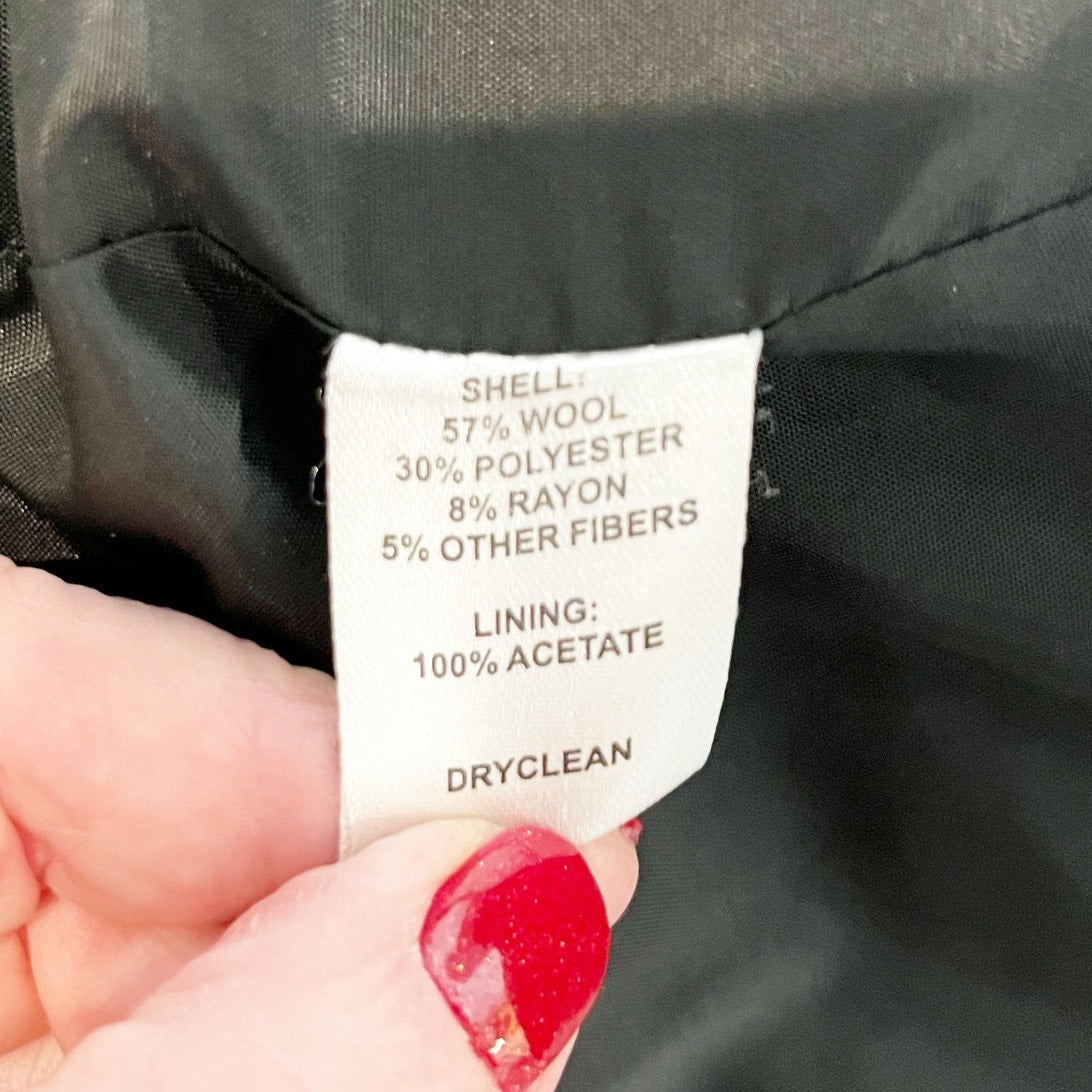 SHELL:
57% WOOL
30% POLYESTER
8% RAYON
5% OTHER FIBERS
LINING:
100% ACETATE
DRYCLEAN